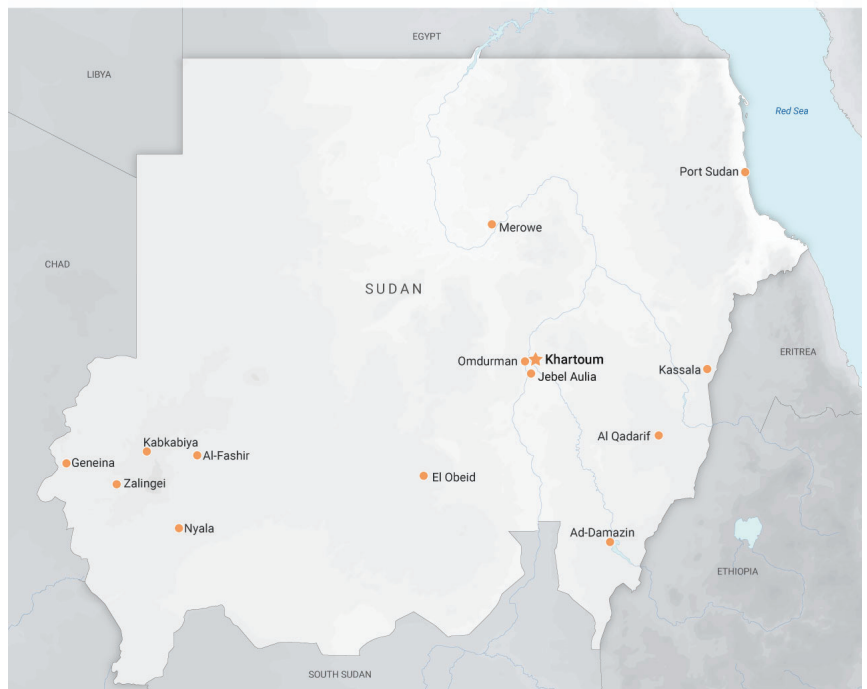 EGYPT
LIBYA
Red Sea
Port Sudan
Merowe
CHAD
SUDAN
Omdurman
Khartoum
Jebel Aulia
Kassala
ERITREA
Al Qadarif
Kabkabiya
Geneina
Al-Fashir
Zalingei
El Obeid
Nyala
Ad-Damazin
ETHIOPIA
SOUTH SUDAN